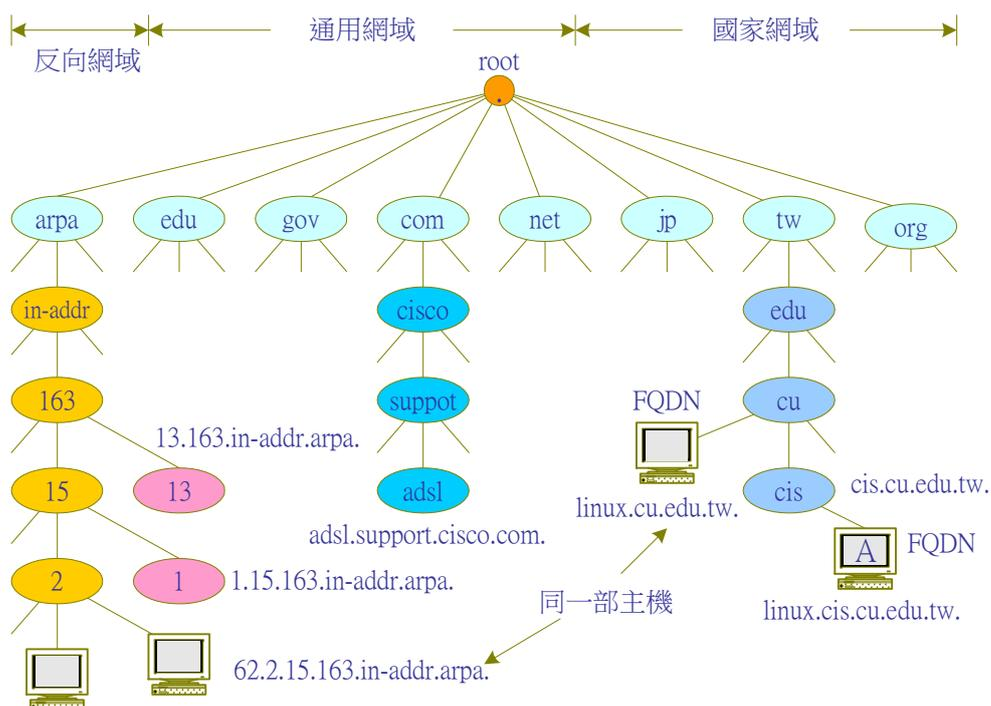 反向網域
通用網域
國家網域
root
.
arpa
edu
gov
com
net
jp
tw
org
in-addr
cisco
edu
163
suppot
FQDN
cu
13.163.in-addr.arpa.
15
13
adsl
linux.cu.edu.tw.
cis
cis.cu.edu.tw.
adsl.support.cisco.com.
A
FQDN
2
1
1.15.163.in-addr.arpa.
同一部主機
linux.cis.cu.edu.tw.
62.2.15.163.in-addr.arpa.